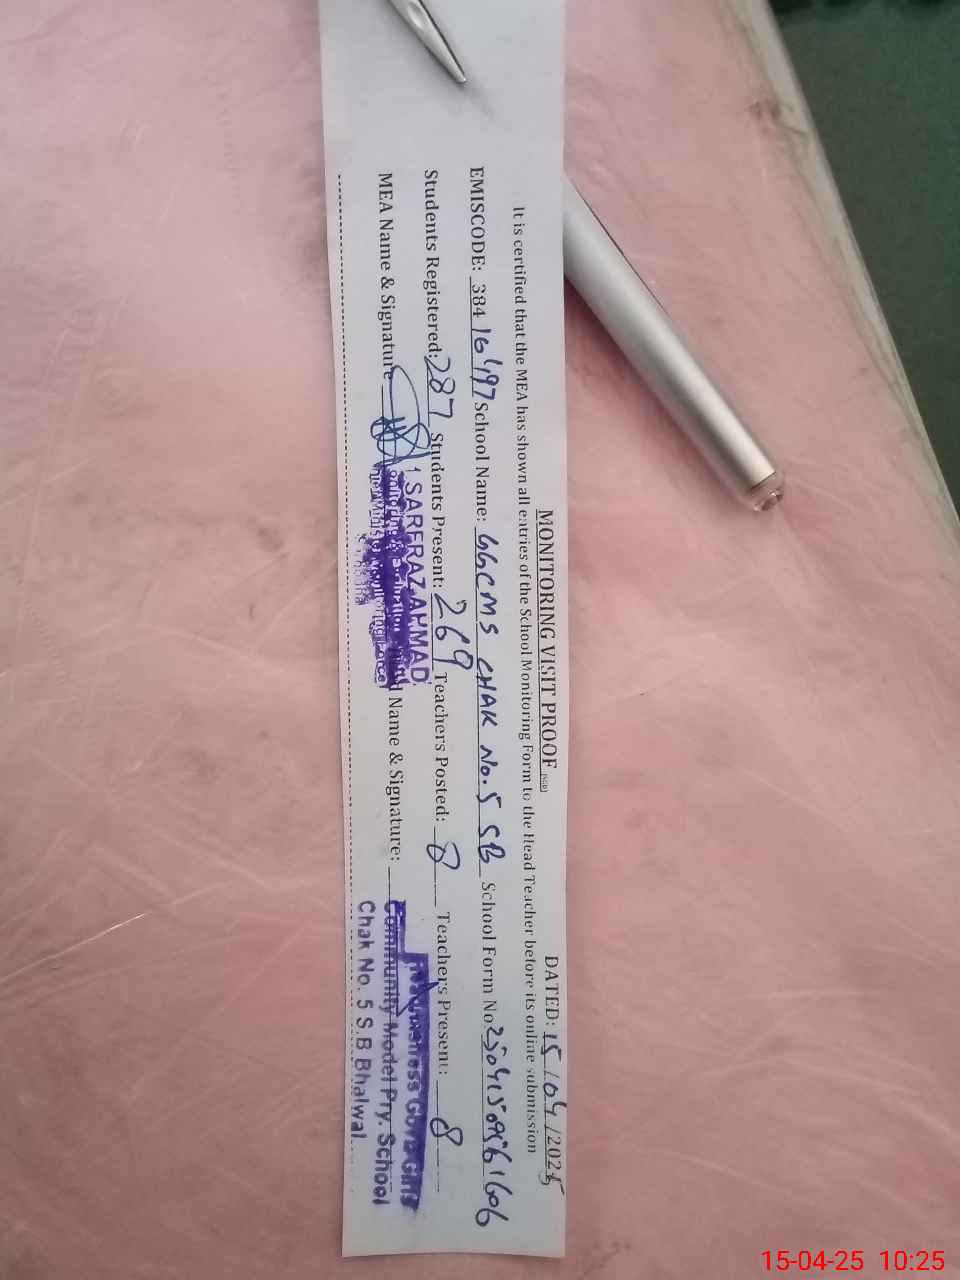 MONITORING VISIT PROOF
DATED: 15/04/2025
It is certified that the MEA has shown all entries of the School Monitoring Form to the Head Teacher before its online submission
EMISCODE: 38416197 School Name: GGCMS CHAK No.5 SB School Form No
Students Registered: 287 Students Present: 269 Teachers Posted: 8 Teachers Present: 8
MEA Name & Signature Name & Signature:
SARFRAZ AHMAD
Community Model Pry. School
Chak No. 5 S.B Bhalwal
15-04-25 10:25